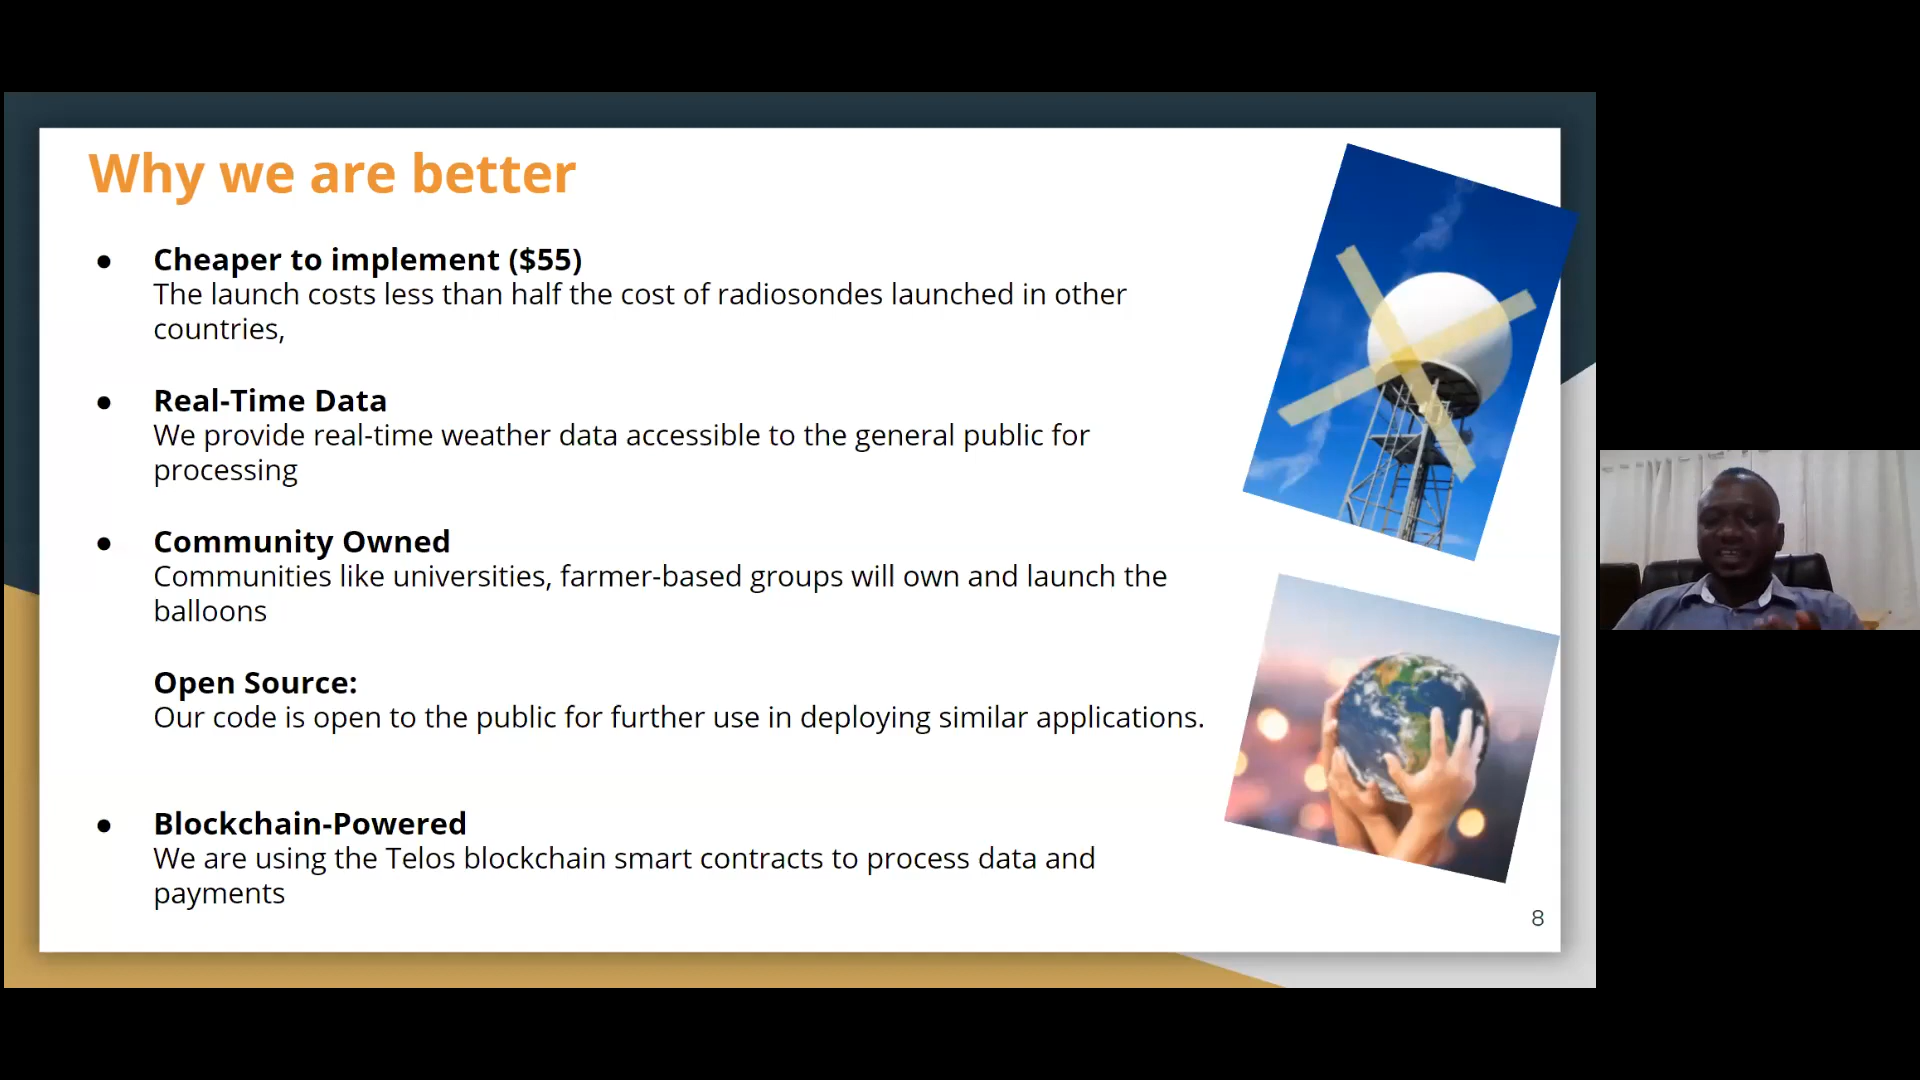 Why we are better
● Cheaper to implement ($55)
The launch costs less than half the cost of radiosondes launched in other
countries,
● Real-Time Data
We provide real-time weather data accessible to the general public for
processing
● Community Owned
Communities like universities, farmer-based groups will own and launch the
balloons
Open Source:
Our code is open to the public for further use in deploying similar applications.
● Blockchain-Powered
We are using the Telos blockchain smart contracts to process data and
payments
8